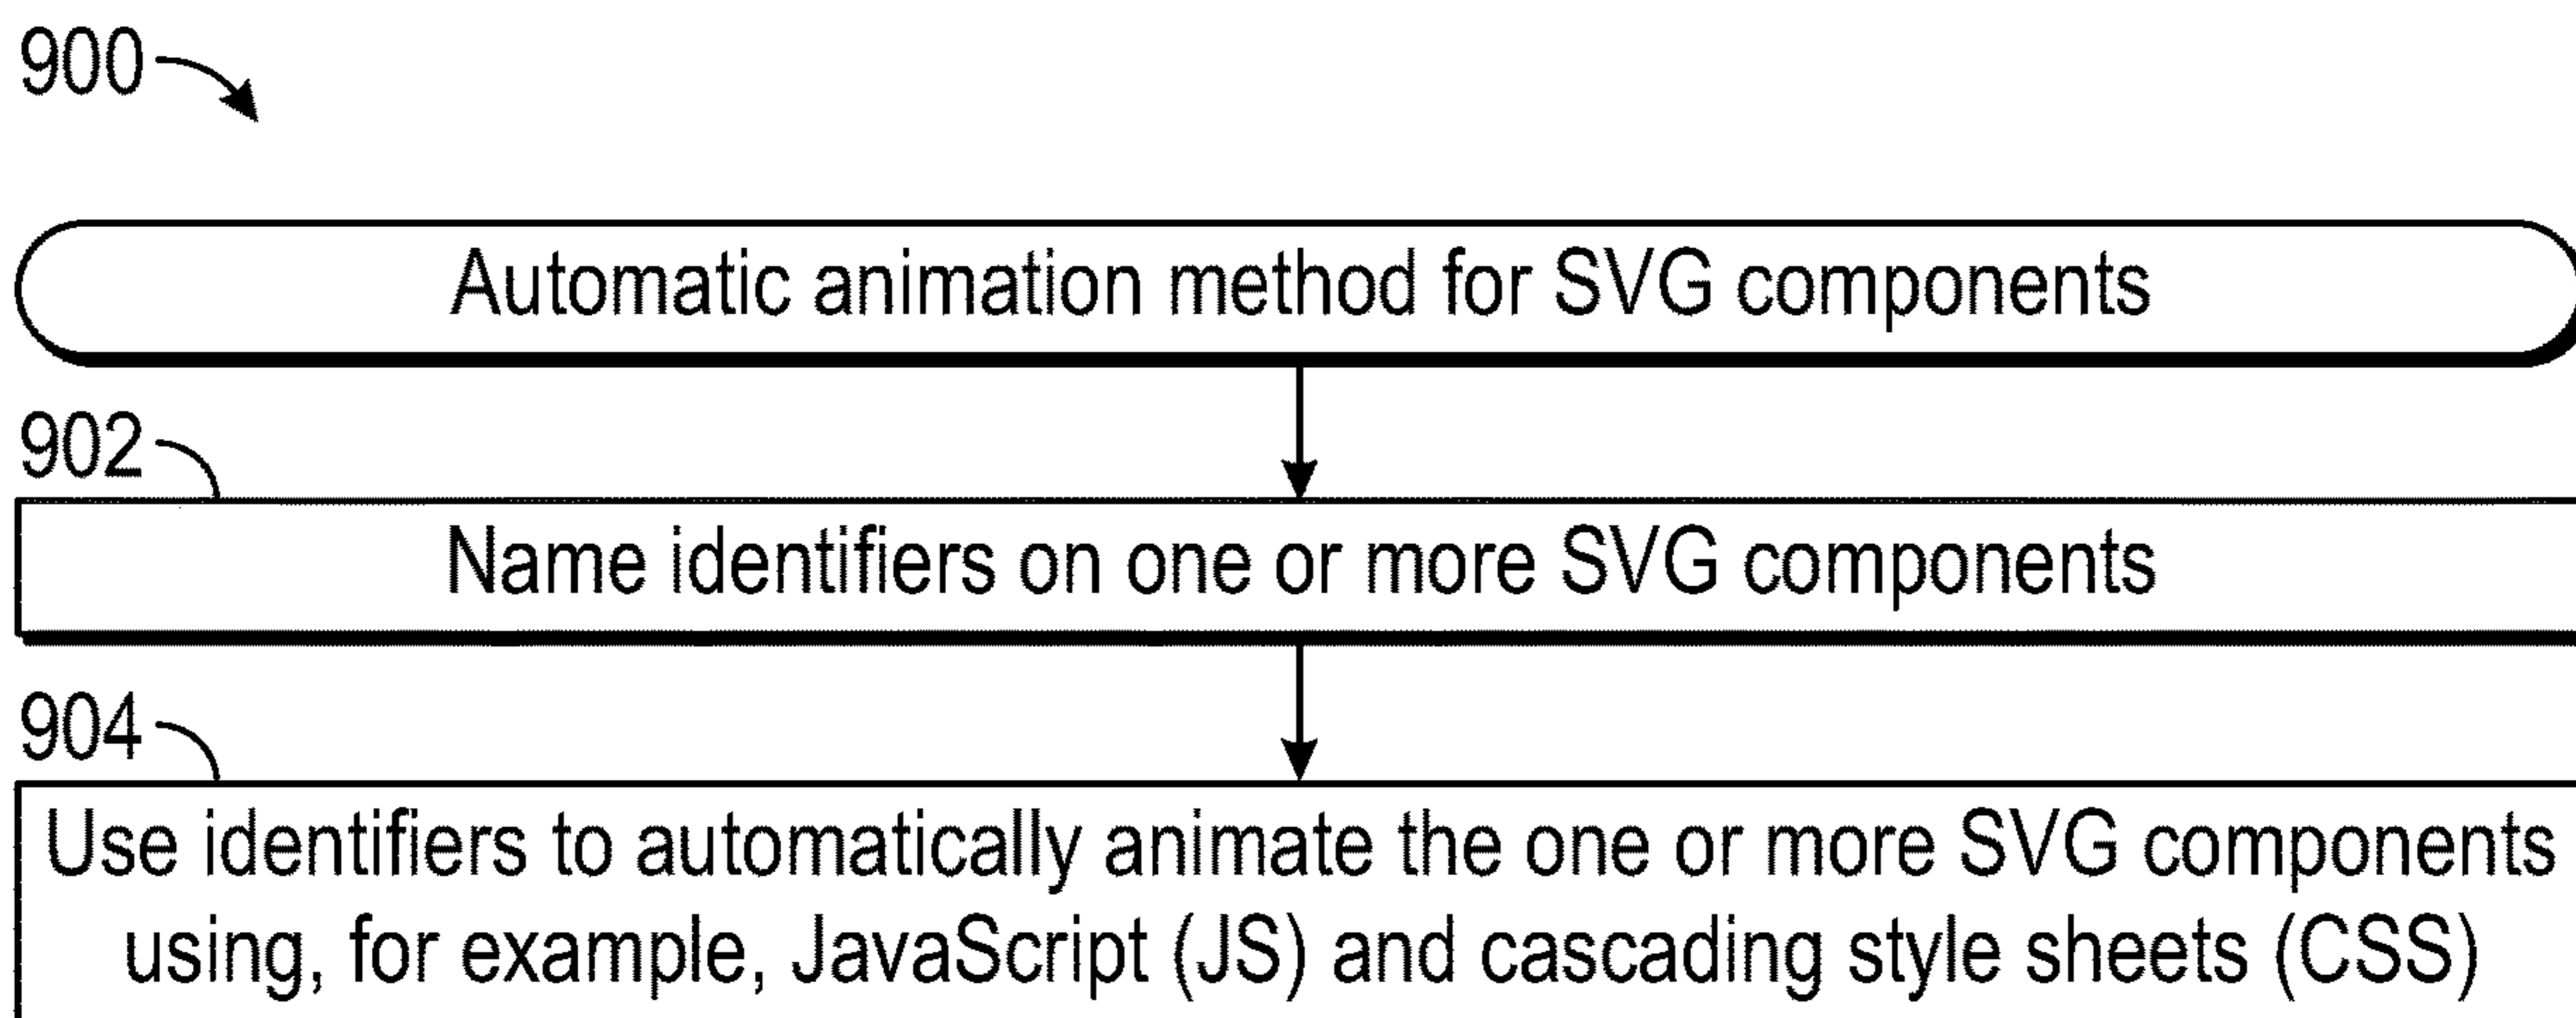 900
Automatic animation method for SVG components
902
Name identifiers on one or more SVG components
904
Use identifiers to automatically animate the one or more SVG components
using, for example, JavaScript (JS) and cascading style sheets (CSS)